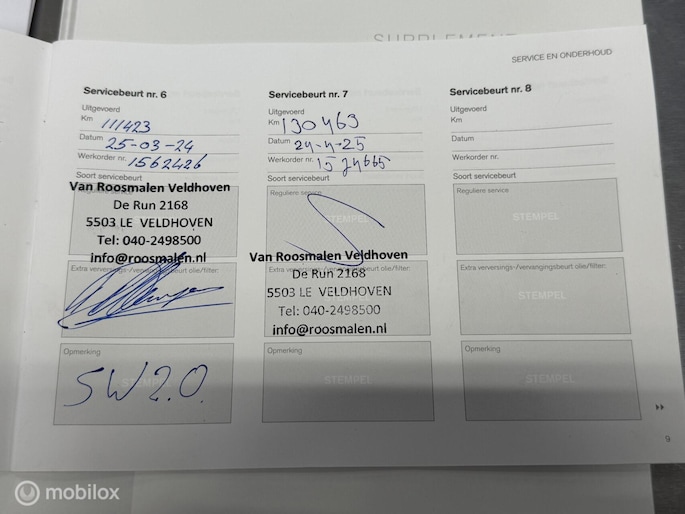 SUPPLEMENT
SERVICE EN ONDERHOUD
Servicebeurt nr. 6
Uitgevoerd
Km 111423
Datum 25-03-24
Werkorder nr. 1562426
Soort servicebeurt
Van Roosmalen Veldhoven
De Run 2168
5503 LE VELDHOVEN
Tel: 040-2498500
info@roosmalen.nl
Extra verversings-/vervangingsbeurt olie/filter:
Opmerking
STEMPEL
SW 2.0.
Servicebeurt nr. 7
Uitgevoerd
Km 130463
Datum 24-4-25
Werkorder nr. 1574665
Soort servicebeurt
Reguliere service
STEMPEL
Van Roosmalen Veldhoven
De Run 2168
5503 LE VELDHOVEN
Tel: 040-2498500
info@roosmalen.nl
Opmerking
STEMPEL
Servicebeurt nr. 8
Uitgevoerd
Km
Datum
Werkorder nr.
Soort servicebeurt
Reguliere service
STEMPEL
Extra verversings-/vervangingsbeurt olie/filter:
STEMPEL
Opmerking
STEMPEL
9
mobilox